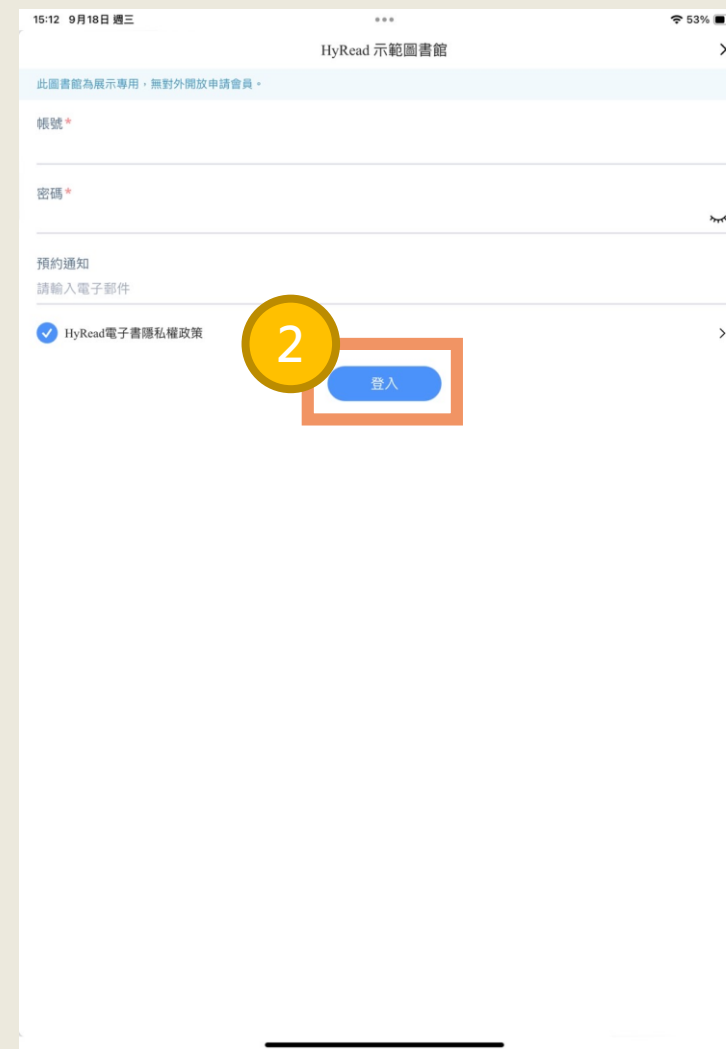 15:12 9月18日 週三
53%
HyRead 示範圖書館
此圖書館為展示專用，無對外開放申請會員。
帳號*
密碼*
預約通知
請輸入電子郵件
HyRead電子書隱私權政策
2
登入